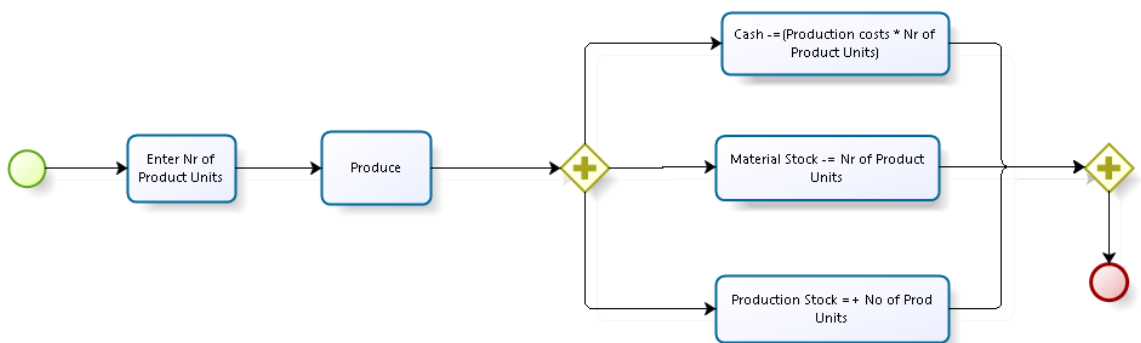 Cash -=(Production costs * Nr of
Product Units)
Enter Nr of
Product Units
Produce
Material Stock -= Nr of Product
Units
Production Stock =+ No of Prod
Units